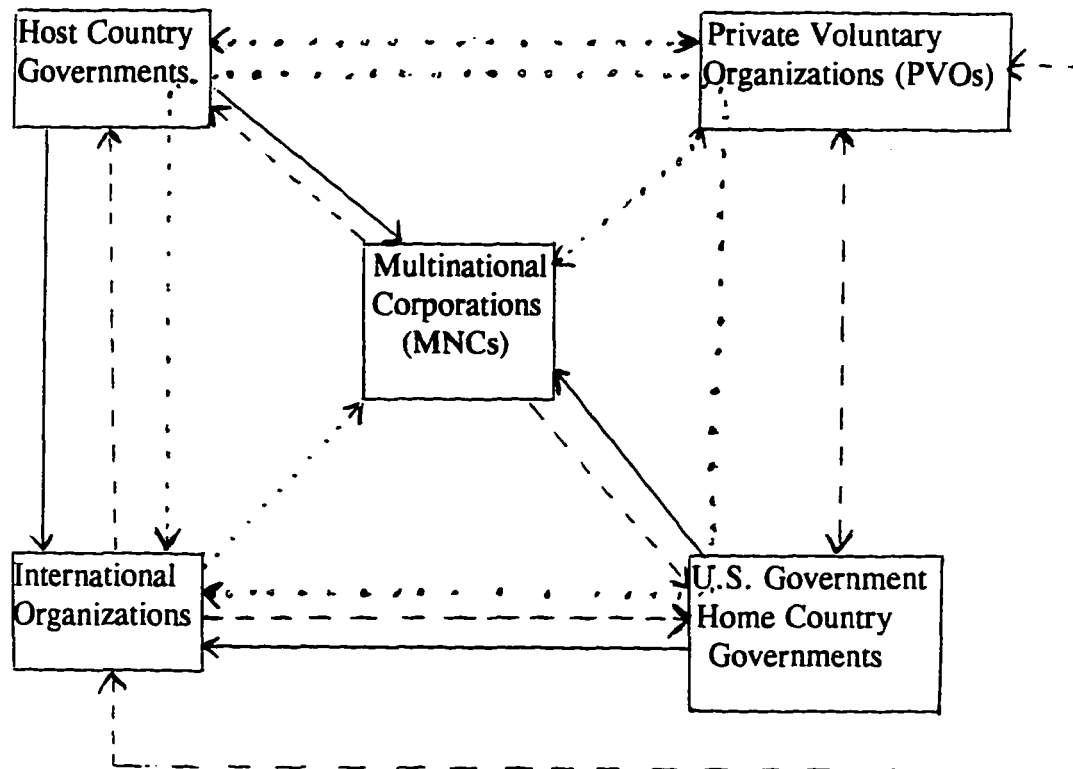 Host Country
Governments
Private Voluntary
Organizations (PVOs)
Multinational
Corporations
(MNCs)
International
Organizations
U.S. Government
Home Country
Governments